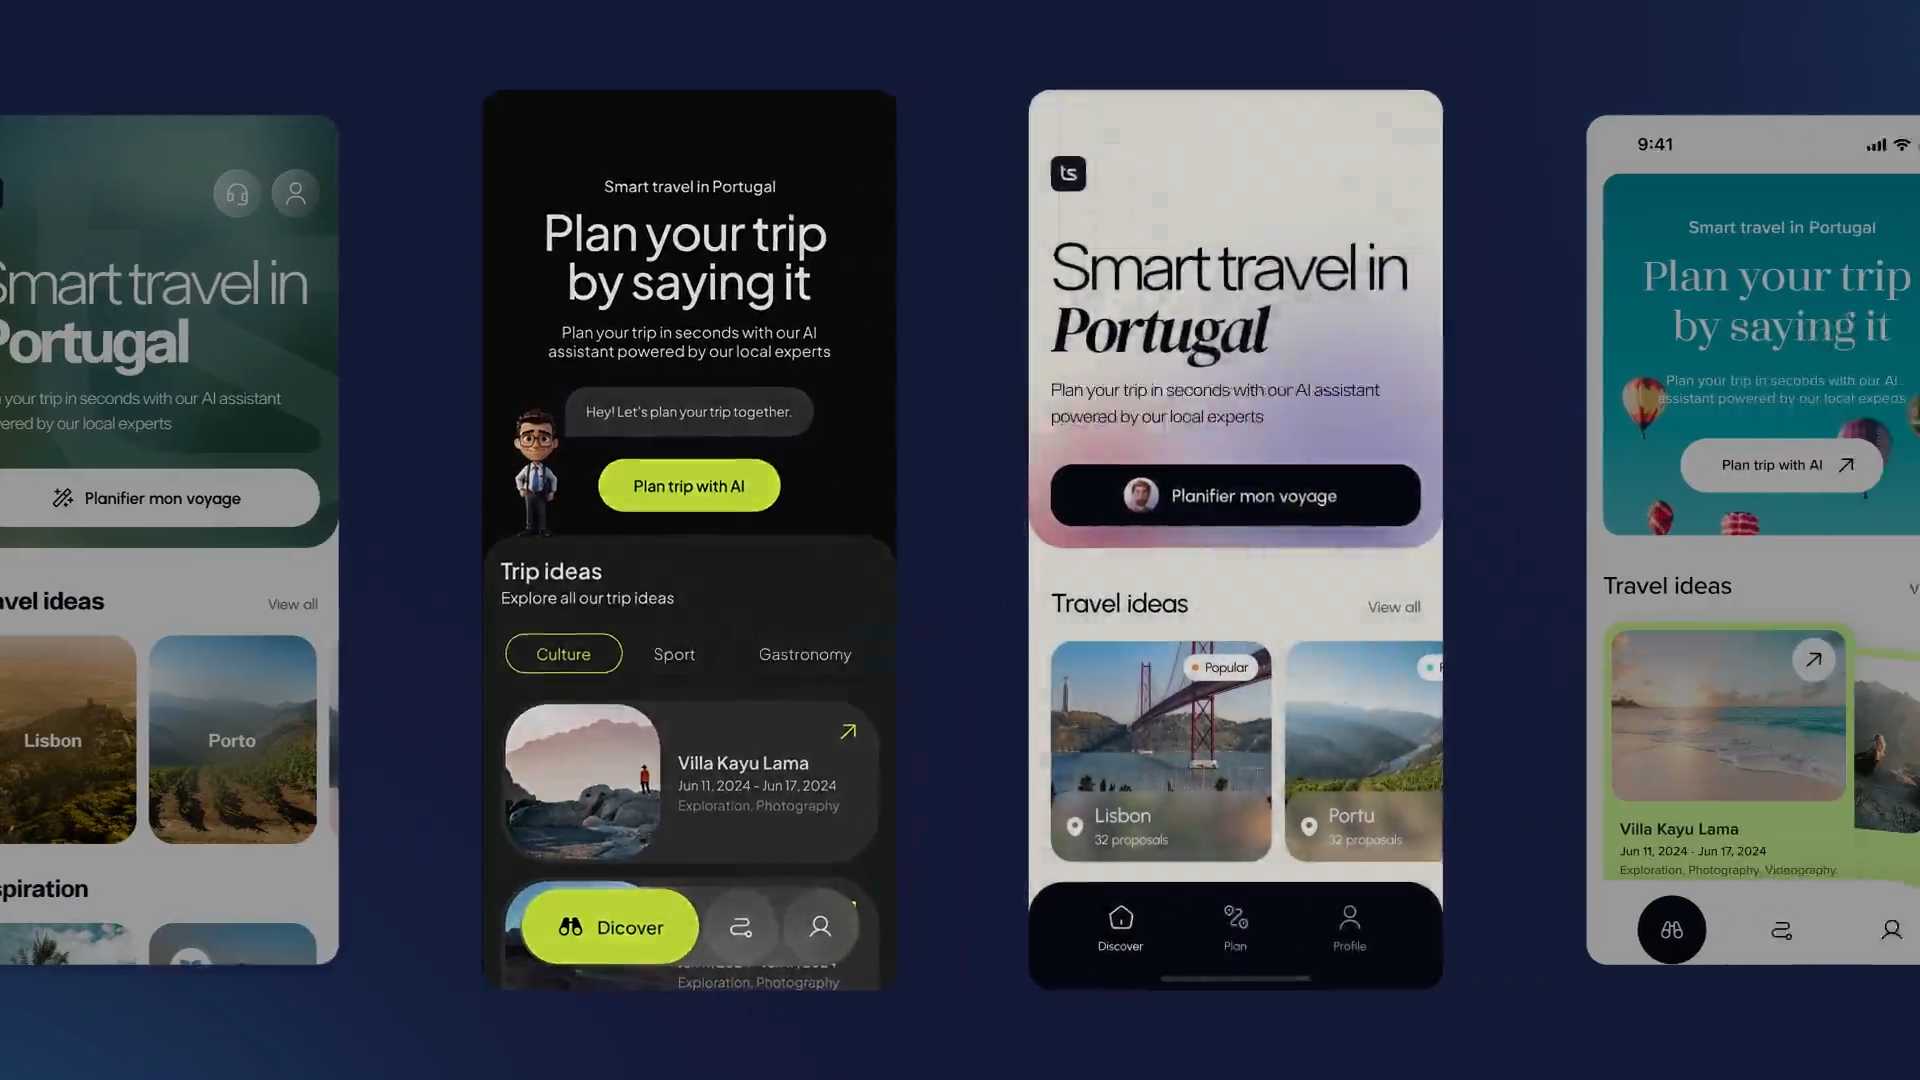 Smart travel in
Portugal
your trip in seconds with our AI assistant
ered by our local experts
Planifier mon voyage
avel ideas
View all
Lisbon
Porto
spiration
Smart travel in Portugal
Plan your trip
by saying it
Plan your trip in seconds with our AI
assistant powered by our local experts
Hey! Let's plan your trip together.
Plan trip with AI
Trip ideas
Explore all our trip ideas
Culture
Sport
Gastronomy
Villa Kayu Lama
Jun 11, 2024 - Jun 17, 2024
Exploration, Photography
Dicover
Exploration, Photography
ts
Smart travel in
Portugal
Plan your trip in seconds with our AI assistant
powered by our local experts
Planifier mon voyage
Travel ideas
View all
Popular
Lisbon
32 proposals
Portu
32 proposals
Discover
Plan
Profile
9:41
Smart travel in Portugal
Plan your trip
by saying it
Plan your trip in seconds with our AI
assistant powered by our local experts
Plan trip with AI
Travel ideas
V
Villa Kayu Lama
Jun 11, 2024 - Jun 17, 2024
Exploration, Photography, Videography,